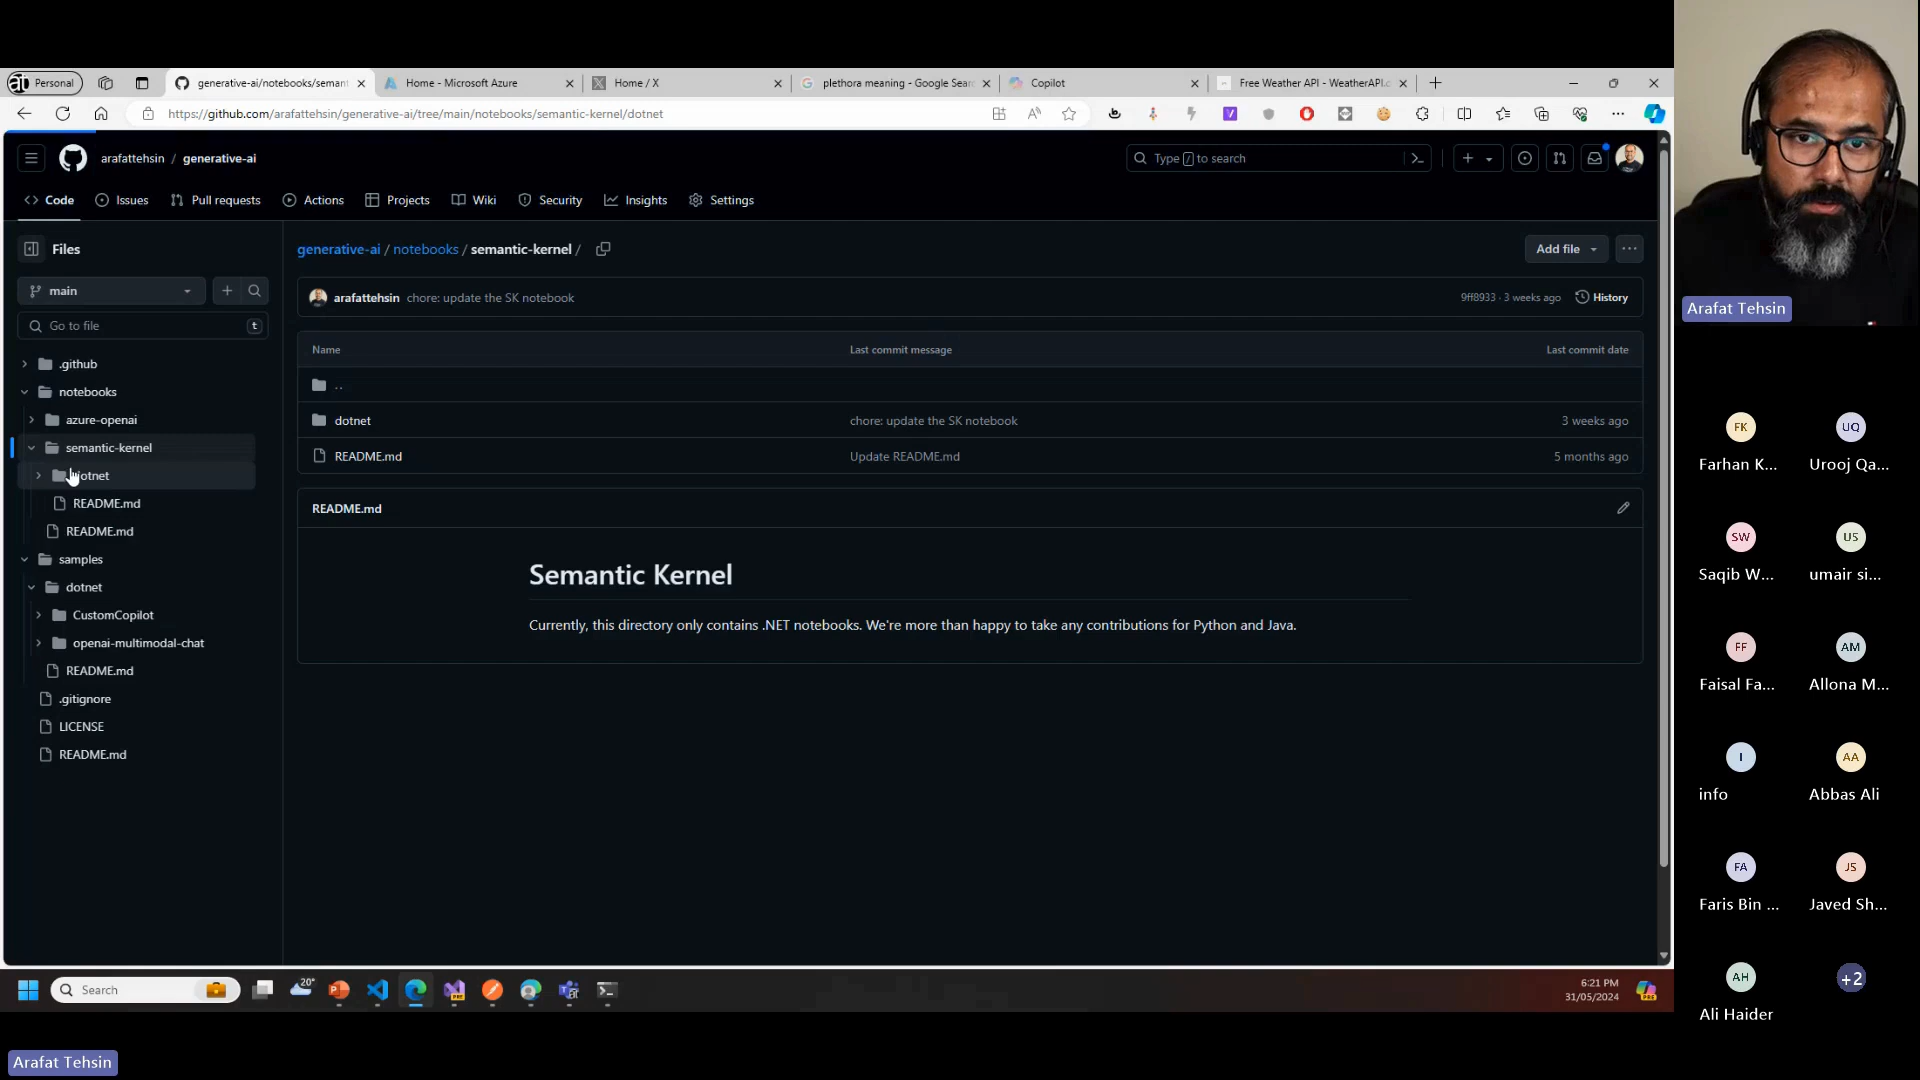 Personal
generative-ai/notebooks/semant
Home - Microsoft Azure
Home / X
plethora meaning - Google Searc
Copilot
Free Weather API - WeatherAPI.c
https://github.com/arafattehsin/generative-ai/tree/main/notebooks/semantic-kernel/dotnet
arafattehsin / generative-ai
Type / to search
Code
Issues
Pull requests
Actions
Projects
Wiki
Security
Insights
Settings
Files
main
Go to file
t
.github
notebooks
azure-openai
semantic-kernel
otnet
README.md
README.md
samples
dotnet
CustomCopilot
openai-multimodal-chat
README.md
.gitignore
LICENSE
README.md
generative-ai / notebooks / semantic-kernel /
Add file
arafattehsin chore: update the SK notebook
9ff8933 · 3 weeks ago
History
Name
Last commit message
Last commit date
..
dotnet
chore: update the SK notebook
3 weeks ago
README.md
Update README.md
5 months ago
README.md
Semantic Kernel
Currently, this directory only contains .NET notebooks. We're more than happy to take any contributions for Python and Java.
Search
20°
6:21 PM
31/05/2024
Arafat Tehsin
Arafat Tehsin
FK
Farhan K...
UQ
Urooj Qa...
SW
Saqib W...
US
umair si...
FF
Faisal Fa...
AM
Allona M...
I
info
AA
Abbas Ali
FA
Faris Bin ...
JS
Javed Sh...
AH
Ali Haider
+2